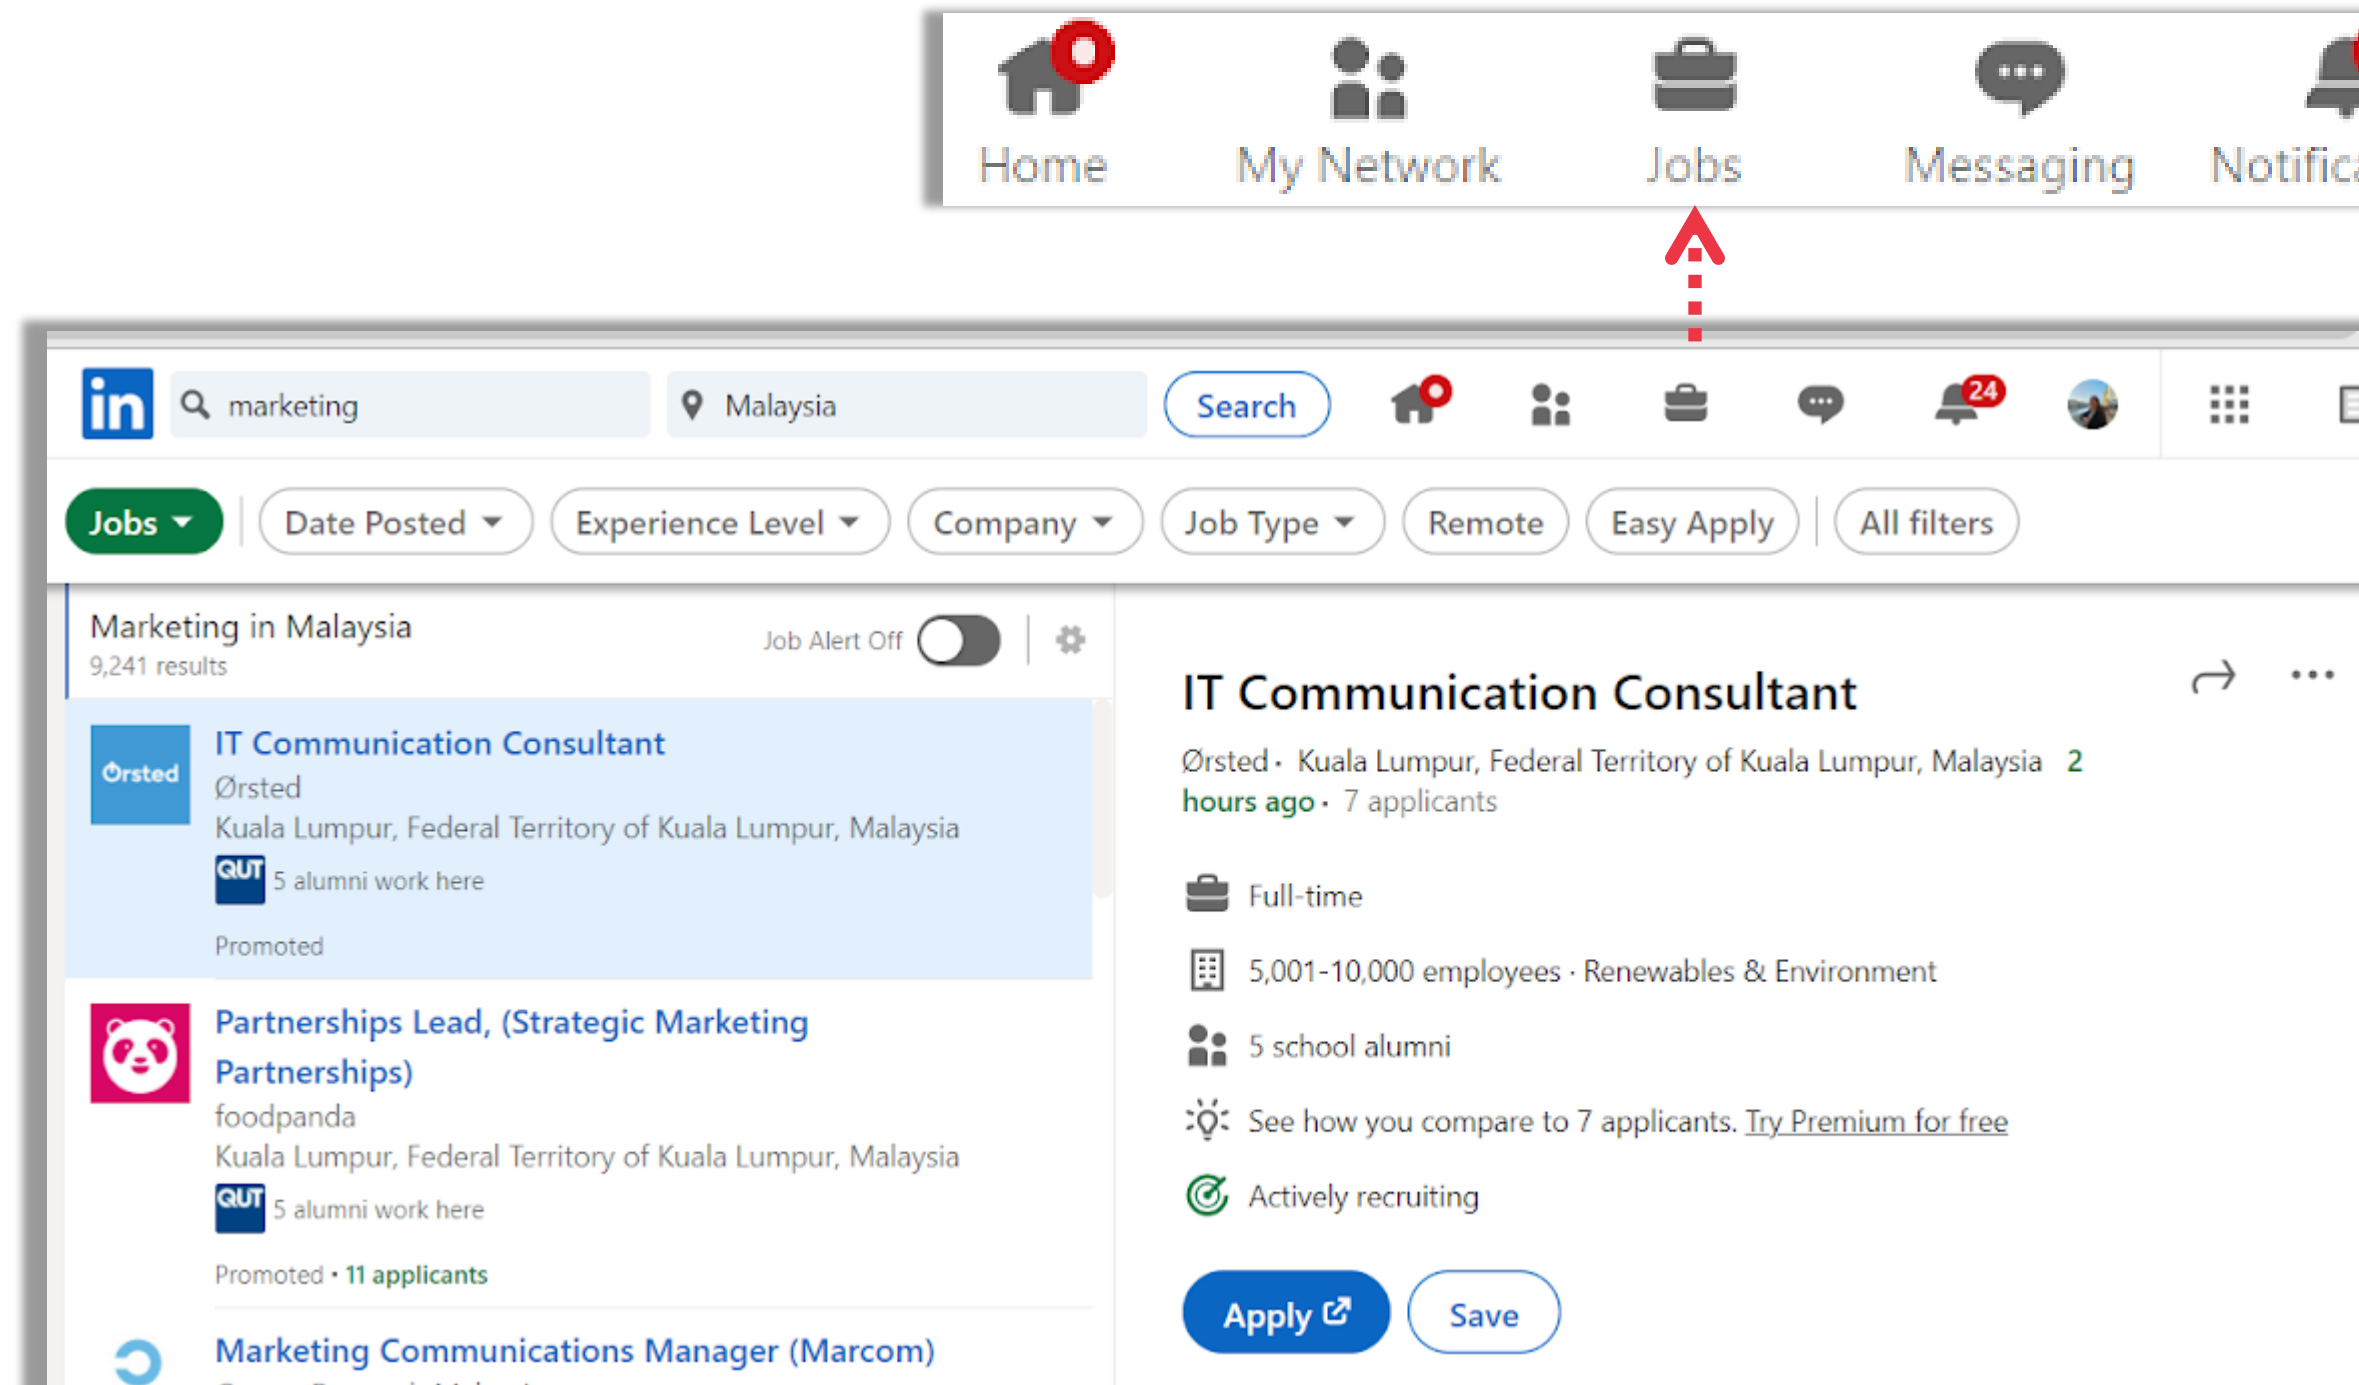 Home
My Network
Jobs
Messaging
in
marketing
Malaysia
Search
24
Jobs
Date Posted
Experience Level
Company
Job Type
Remote
Easy Apply
All filters
Marketing in Malaysia
9,241 results
Job Alert Off
Ørsted
IT Communication Consultant
Ørsted
Kuala Lumpur, Federal Territory of Kuala Lumpur, Malaysia
QUT 5 alumni work here
Promoted
Partnerships Lead, (Strategic Marketing
Partnerships)
foodpanda
Kuala Lumpur, Federal Territory of Kuala Lumpur, Malaysia
QUT 5 alumni work here
Promoted • 11 applicants
Marketing Communications Manager (Marcom)
IT Communication Consultant
Ørsted · Kuala Lumpur, Federal Territory of Kuala Lumpur, Malaysia 2
hours ago · 7 applicants
Full-time
5,001-10,000 employees · Renewables & Environment
5 school alumni
See how you compare to 7 applicants. Try Premium for free
Actively recruiting
Apply
Save